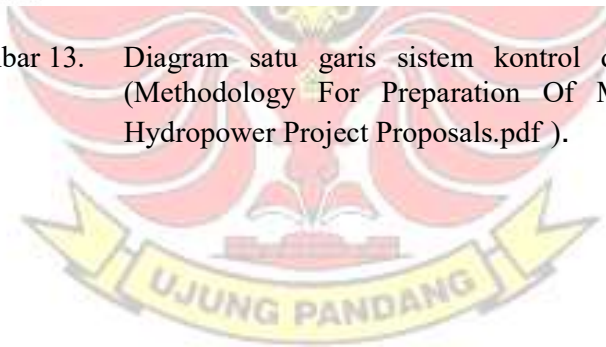 bar 13. Diagram satu garis sistem kontrol
(Methodology For Preparation Of
Hydropower Project Proposals.pdf ).
UJUNG PANDANG